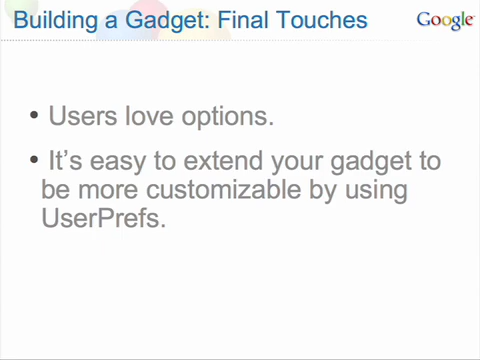 Building a Gadget: Final Touches
Google
• Users love options.
• It's easy to extend your gadget to
be more customizable by using
UserPrefs.